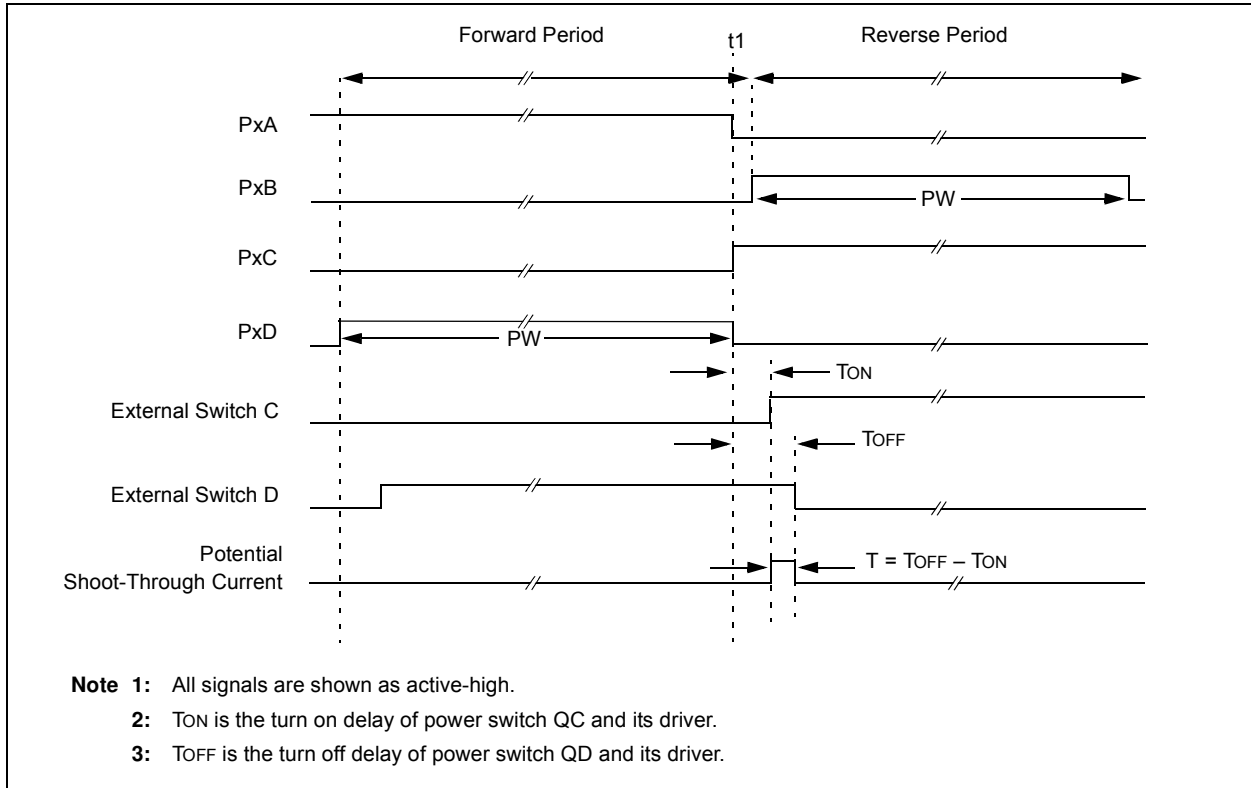 Forward Period
t1
Reverse Period
PxA
PxB
PW
PxC
PxD
PW
TON
External Switch C
TOFF
External Switch D
Potential
Shoot-Through Current
T = TOFF – TON
Note 1: All signals are shown as active-high.
2: TON is the turn on delay of power switch QC and its driver.
3: TOFF is the turn off delay of power switch QD and its driver.